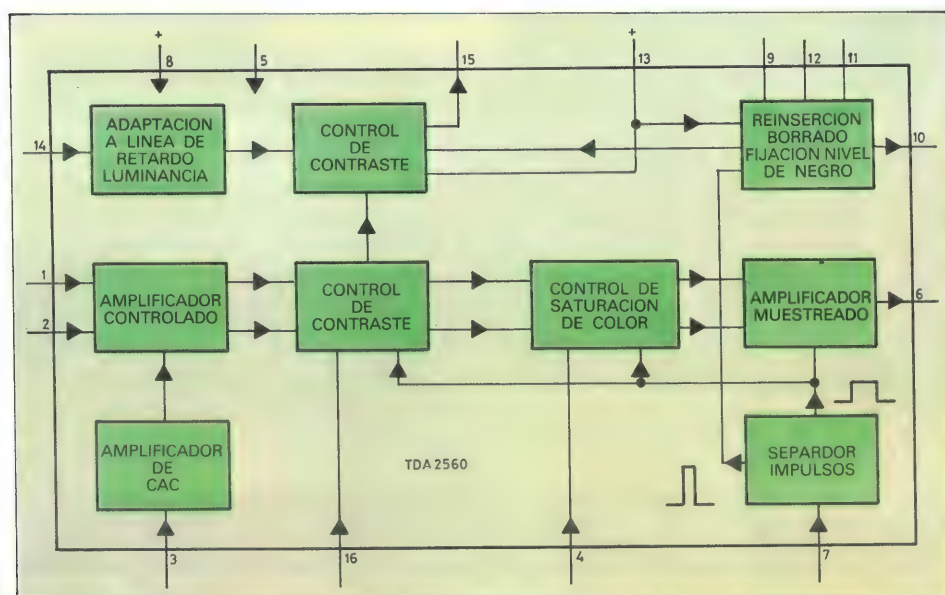 +
8
5
15
+
13
9
12
11
ADAPTACION
A LINEA DE
RETARDO
LUMINANCIA
CONTROL
DE
CONTRASTE
REINSERCION
BORRADO
FIJACION NIVEL
DE NEGRO
14
10
1
2
AMPLIFICADOR
CONTROLADO
CONTROL
DE
CONTRASTE
CONTROL DE
SATURACION
DE COLOR
AMPLIFICADOR
MUESTREADO
6
AMPLIFICADOR
DE
CAC
TDA2560
SEPARDOR
IMPULSOS
3
16
4
7